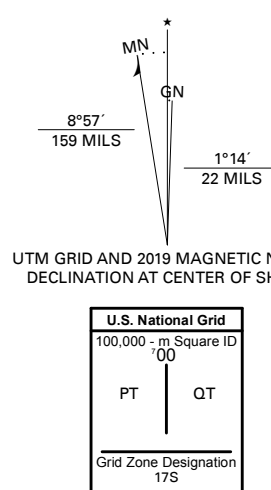 ★
MN
GN
8°57´
159 MILS
1°14´
22 MILS
UTM GRID AND 2019 MAGNETIC N
DECLINATION AT CENTER OF SH
U.S. National Grid
100,000 - m Square ID
⁷00
PT QT
Grid Zone Designation
17S